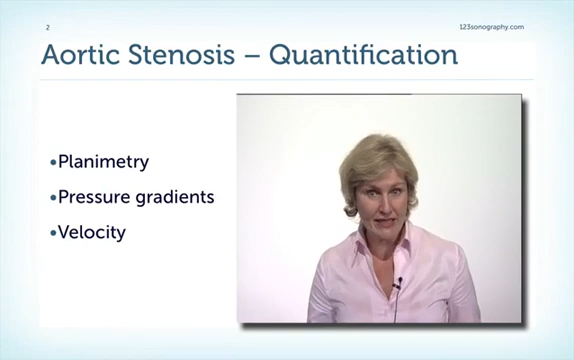 2
123sonography.com
Aortic Stenosis – Quantification
•Planimetry
•Pressure gradients
•Velocity